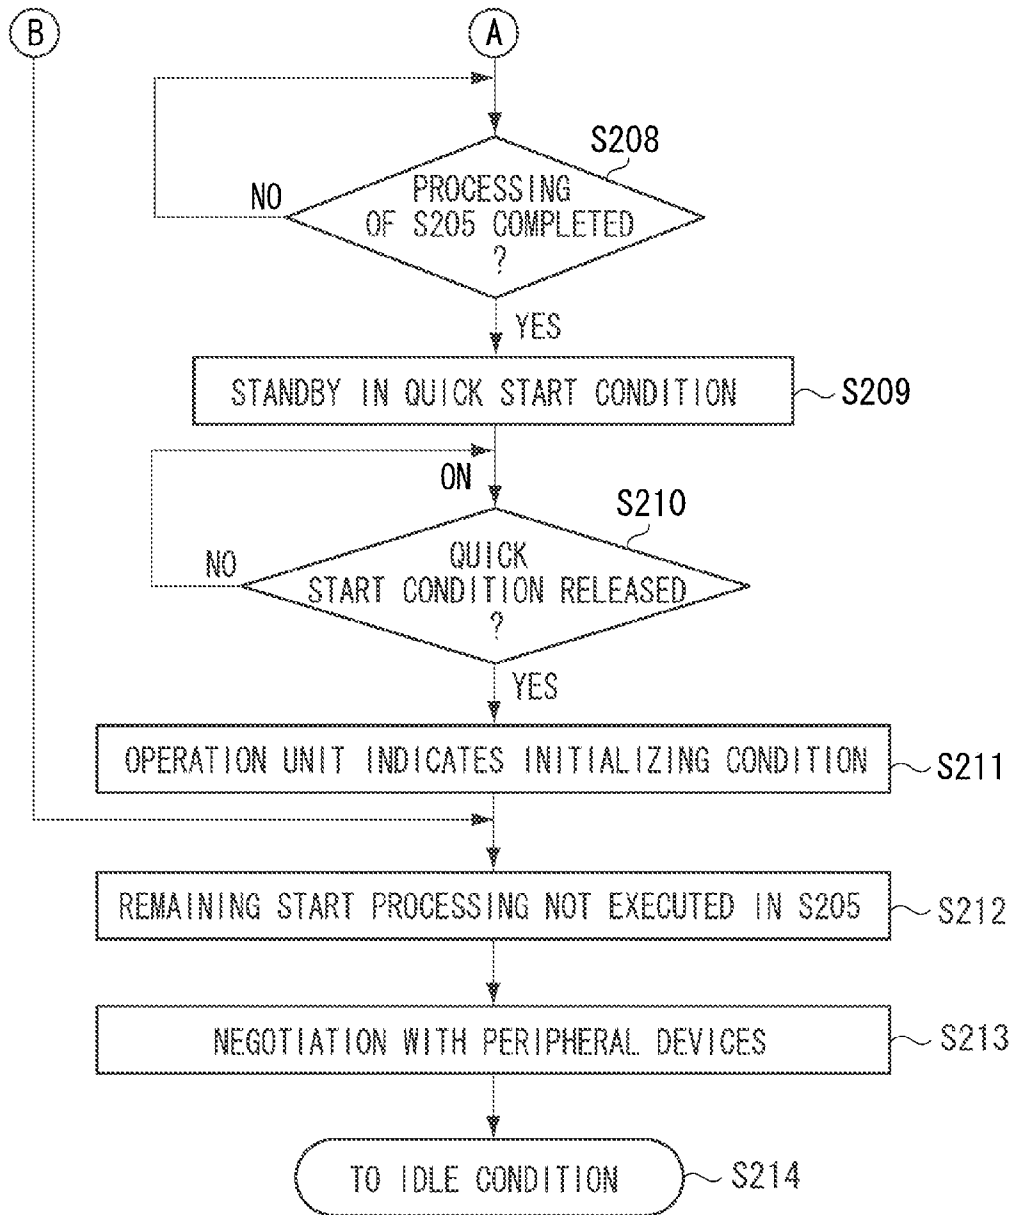 B
A
S208
PROCESSING
OF S205 COMPLETED
?
NO
YES
STANDBY IN QUICK START CONDITION
S209
ON
S210
QUICK
START CONDITION RELEASED
?
NO
YES
OPERATION UNIT INDICATES INITIALIZING CONDITION
S211
REMAINING START PROCESSING NOT EXECUTED IN S205
S212
NEGOTIATION WITH PERIPHERAL DEVICES
S213
TO IDLE CONDITION
S214